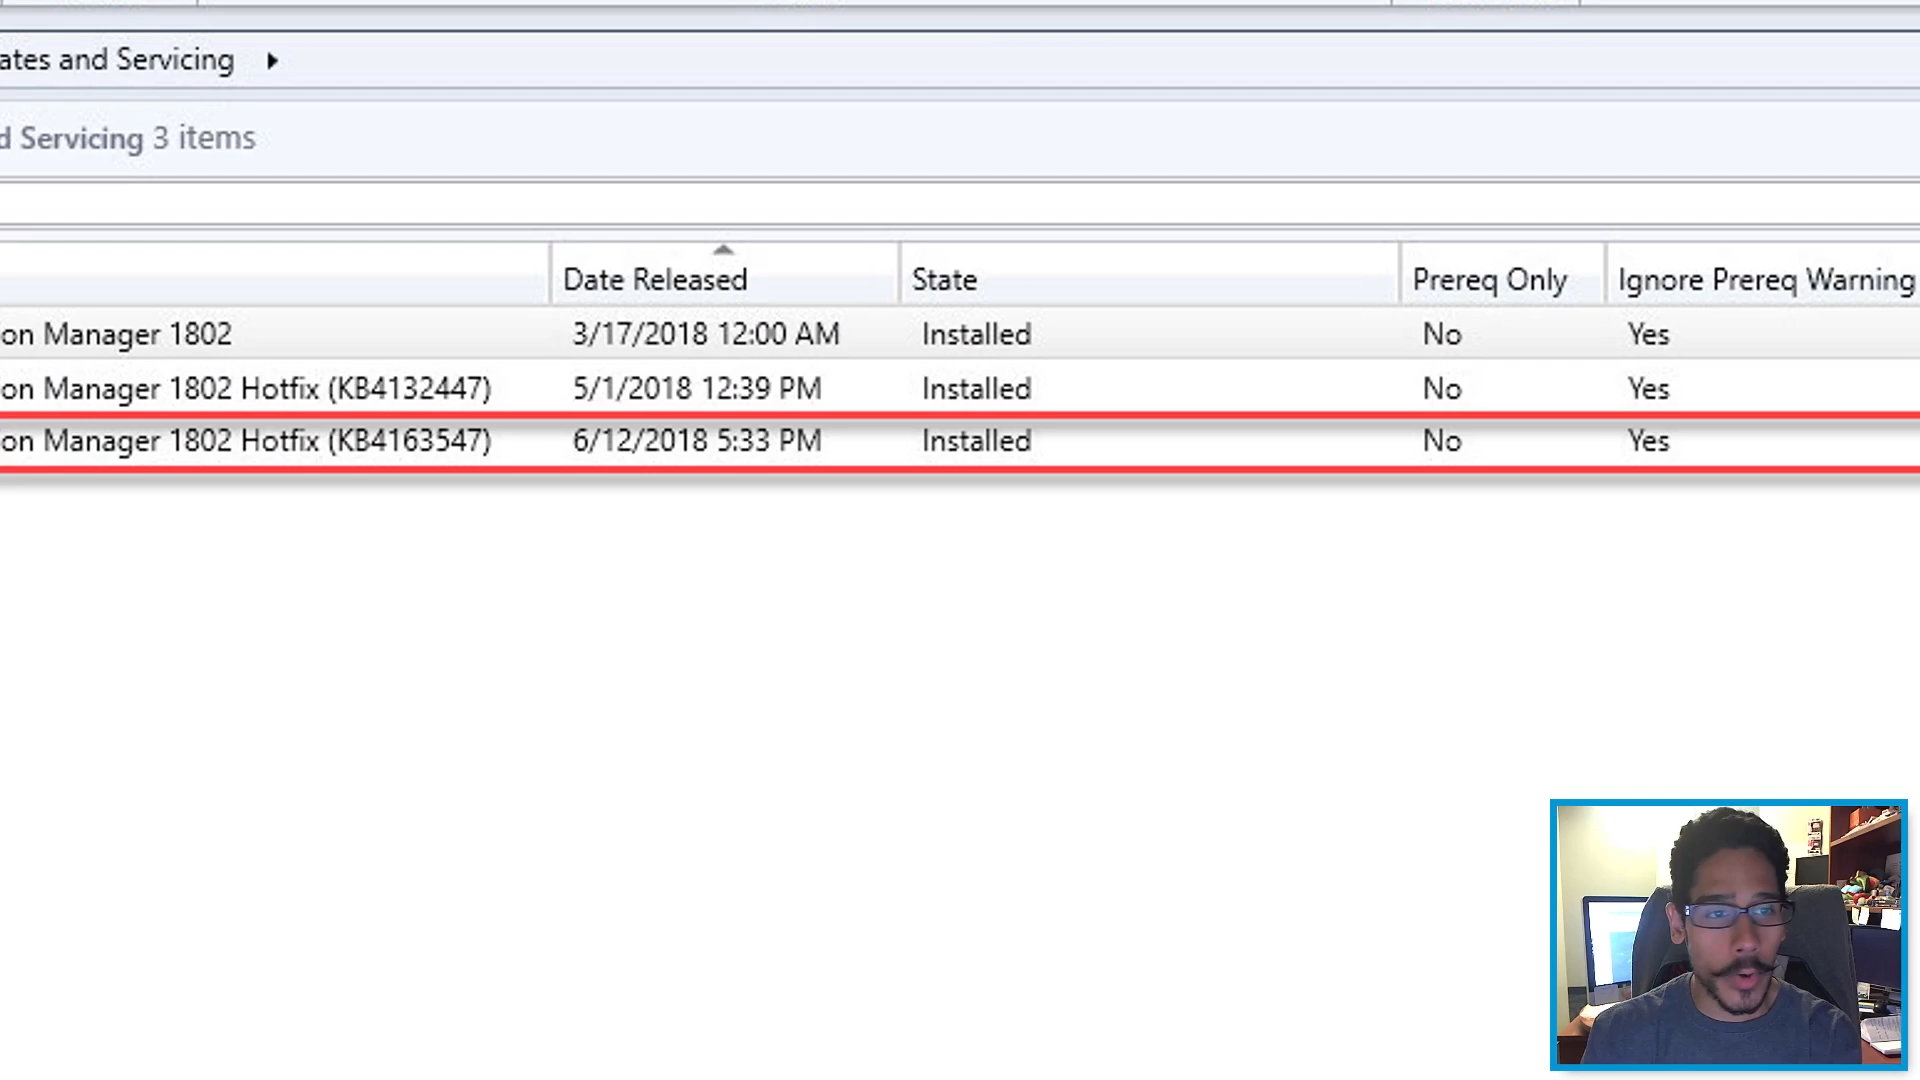 ates and Servicing
d Servicing 3 items
Date Released State Prereq Only Ignore Prereq Warning
on Manager 1802 3/17/2018 12:00 AM Installed No Yes
on Manager 1802 Hotfix (KB4132447) 5/1/2018 12:39 PM Installed No Yes
on Manager 1802 Hotfix (KB4163547) 6/12/2018 5:33 PM Installed No Yes